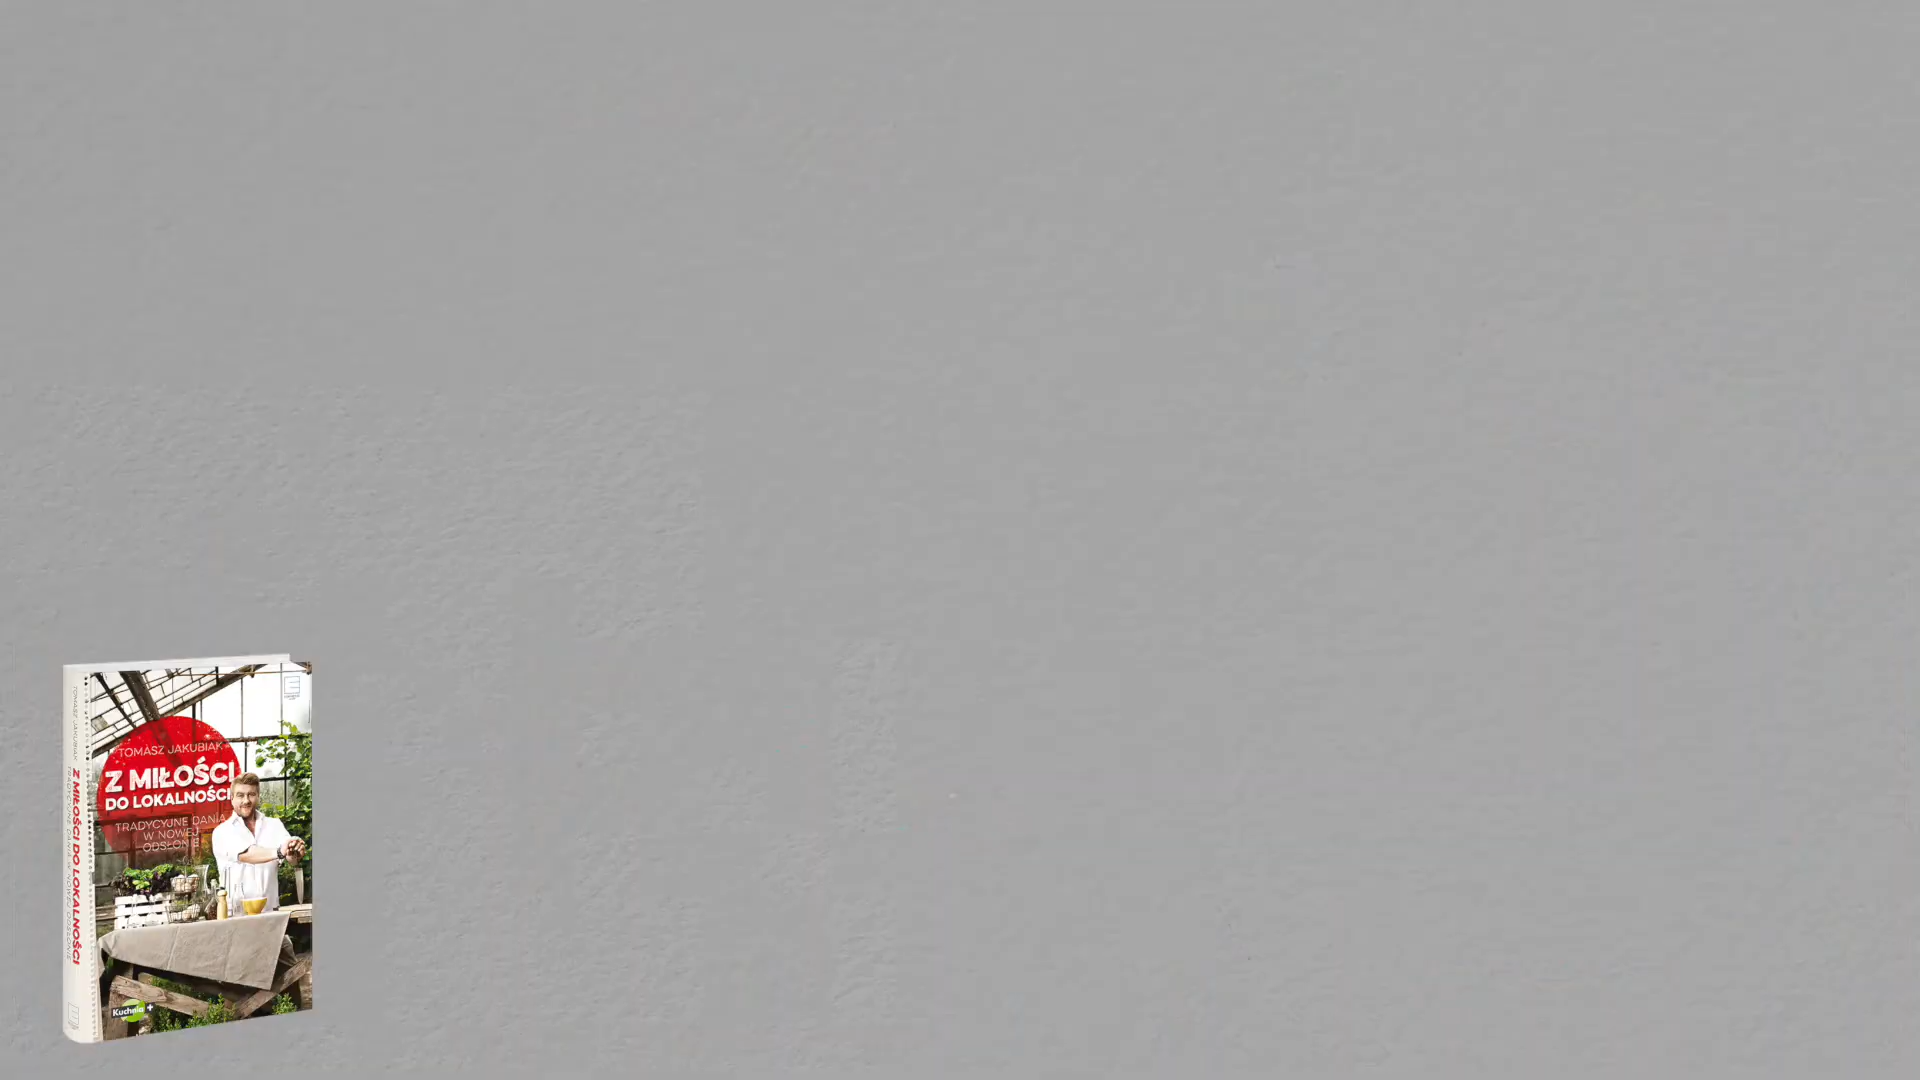 TOMASZ JAKUBIAK
Z MIŁOŚCI
DO LOKALNOŚCI
TRADYCYJNE DANIA
W NOWEJ
ODSŁONIE
Kuchnia +
TOMASZ JAKUBIAK
Z MIŁOŚCI DO LOKALNOŚCI
TRADYCYJNE DANIA W NOWEJ ODSŁONIE